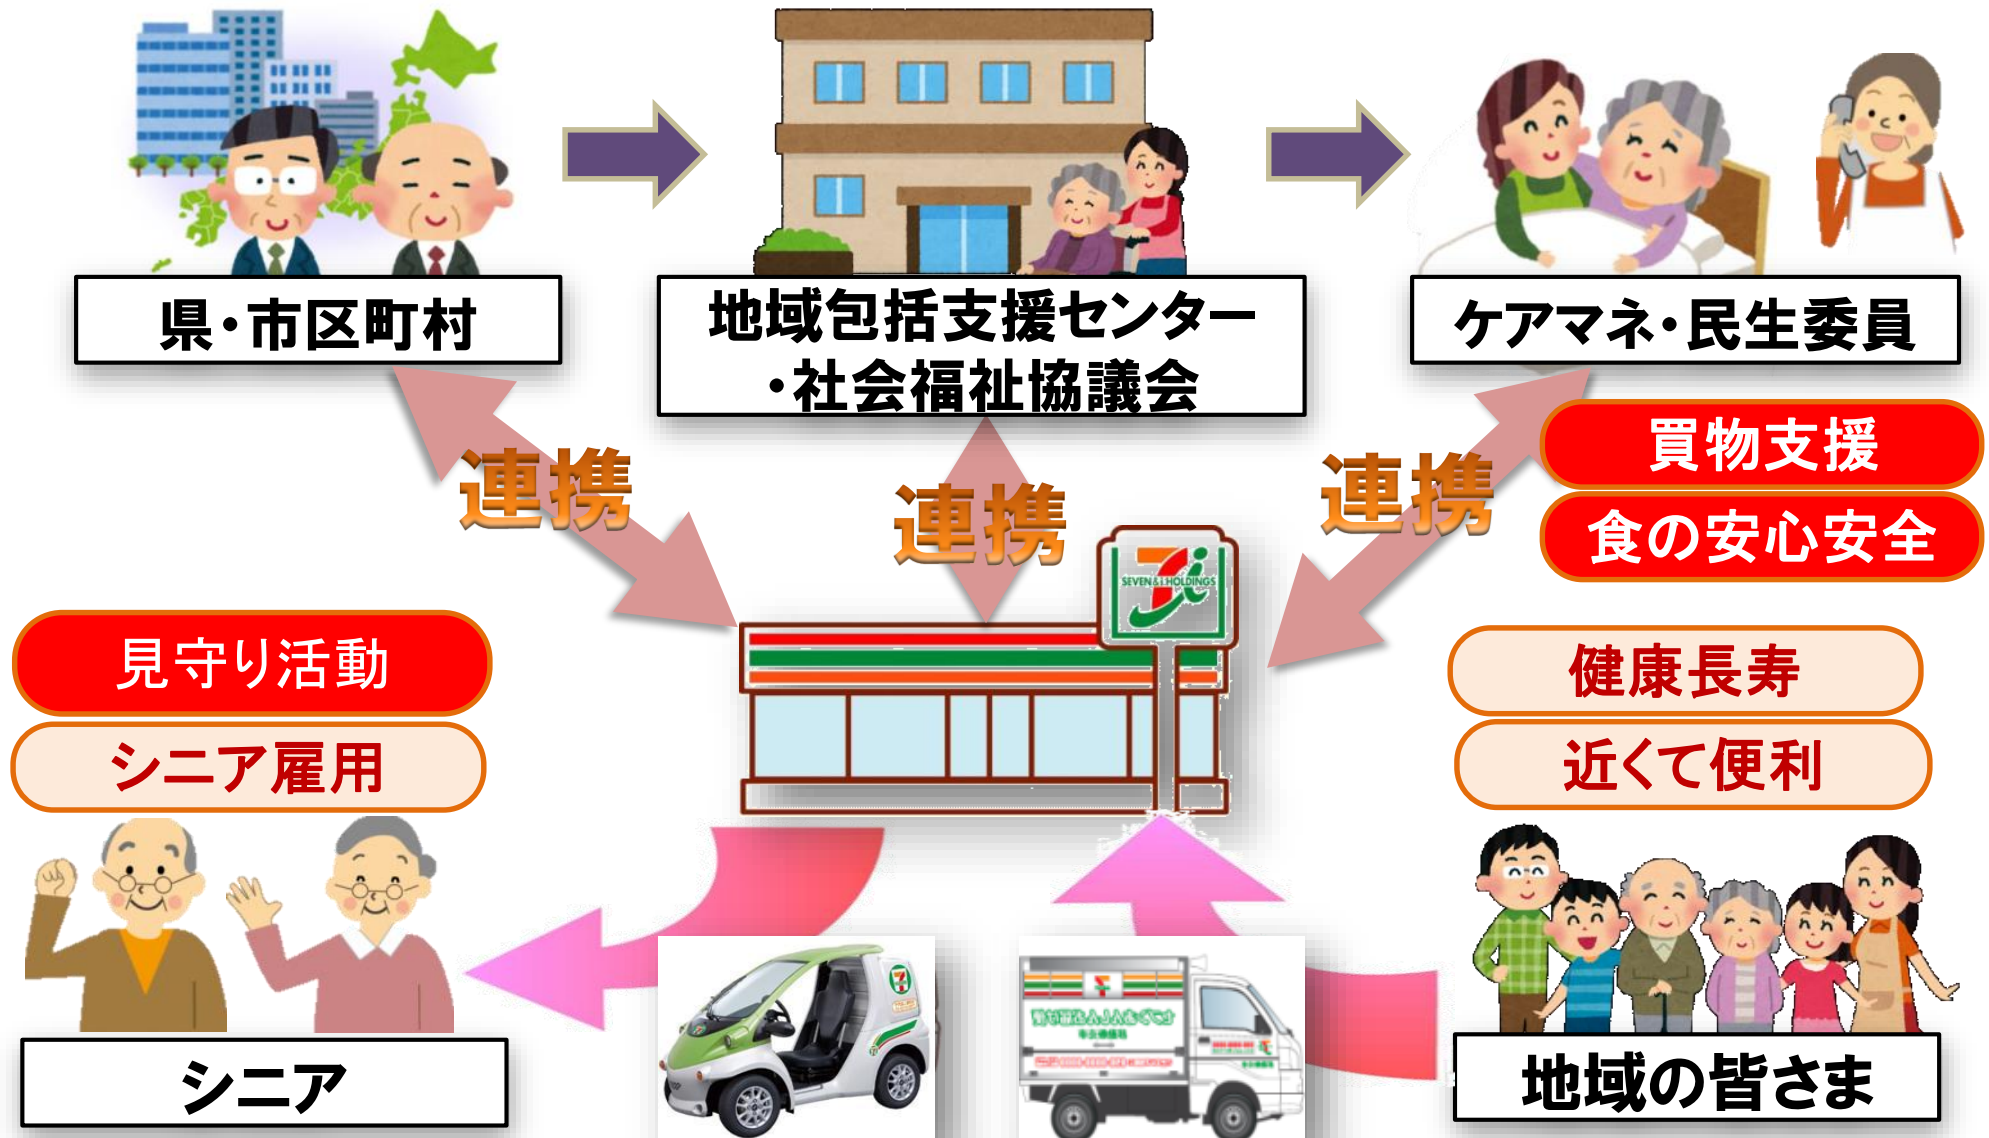 県・市区町村
地域包括支援センター
・社会福祉協議会
ケアマネ・民生委員
連携
連携
連携
買物支援
食の安心安全
SEVEN & i HOLDINGS
見守り活動
シニア雇用
健康長寿
近くて便利
シニア
地域の皆さま